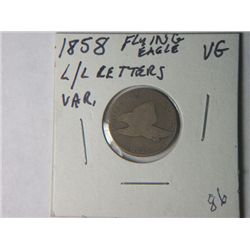 1858 FLYING EAGLE VG
L/L LETTERS
VAR.
86